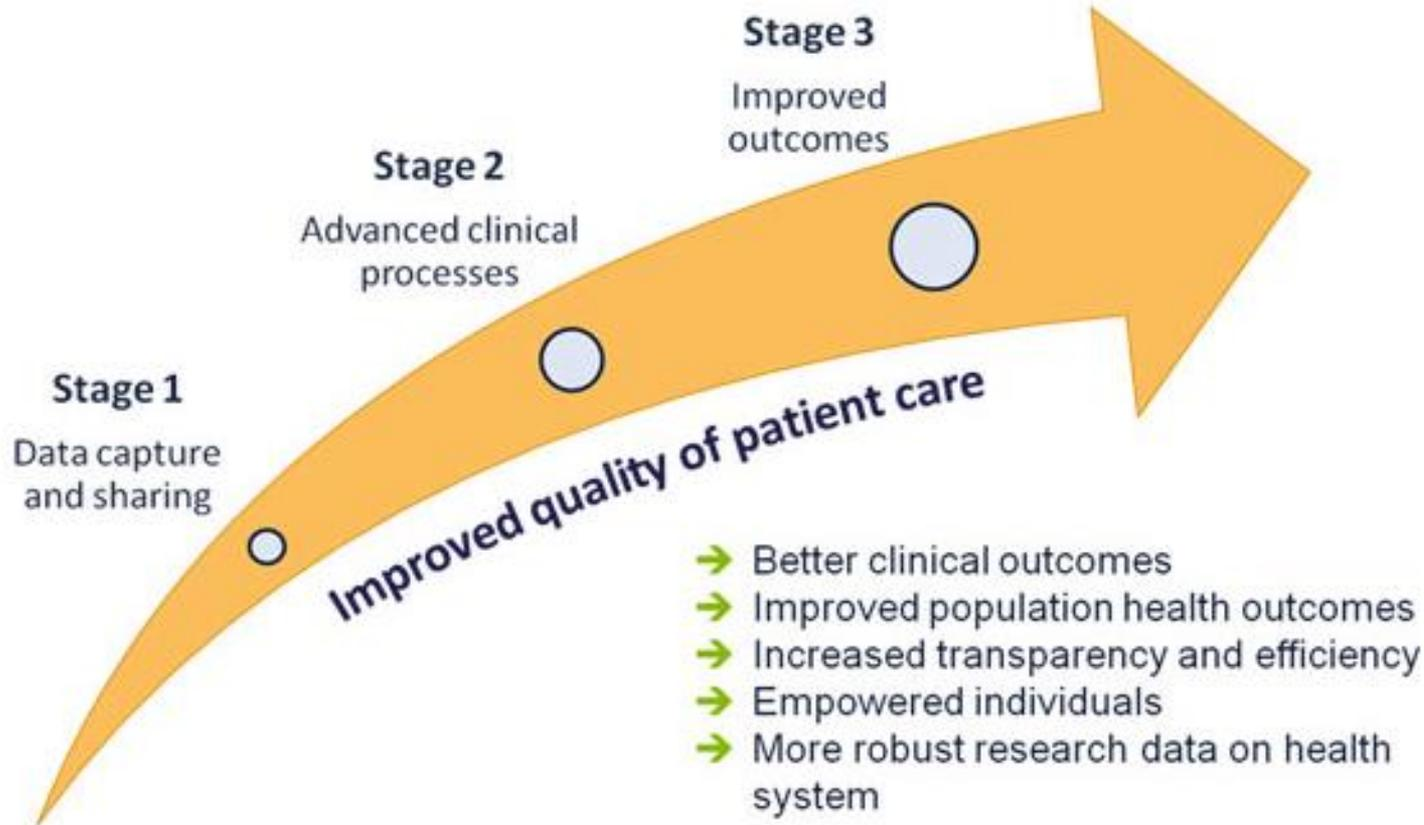 Stage 1
Data capture
and sharing
Stage 2
Advanced clinical
processes
Stage 3
Improved
outcomes
Improved quality of patient care
Better clinical outcomes
Improved population health outcomes
Increased transparency and efficiency
Empowered individuals
More robust research data on health
system